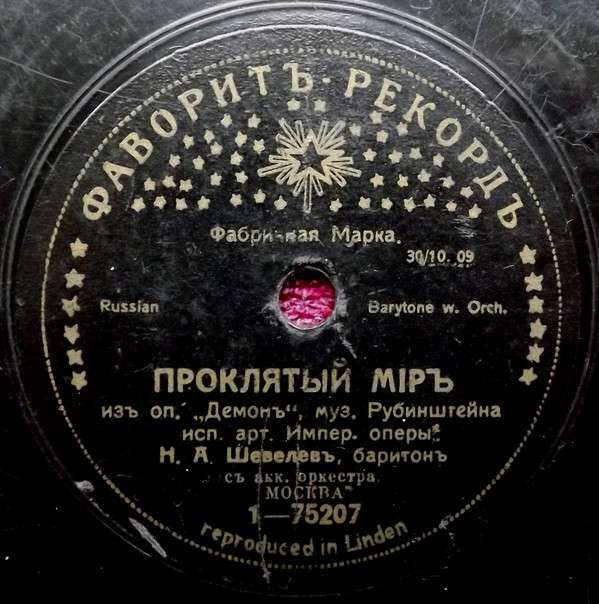 ФАВОРИТЪ-РЕКОРДЪ
Фабричная Марка.
30/10. 09
Russian
Barytone w. Orch.
ПРОКЛЯТЫЙ МIРЪ
изъ оп. „Демонъ“, муз. Рубинштейна
исп. арт. Импер. оперы
Н. А. Шевелевъ, баритонъ
съ акк. оркестра.
МОСКВА
1—75207
reproduced in Linden